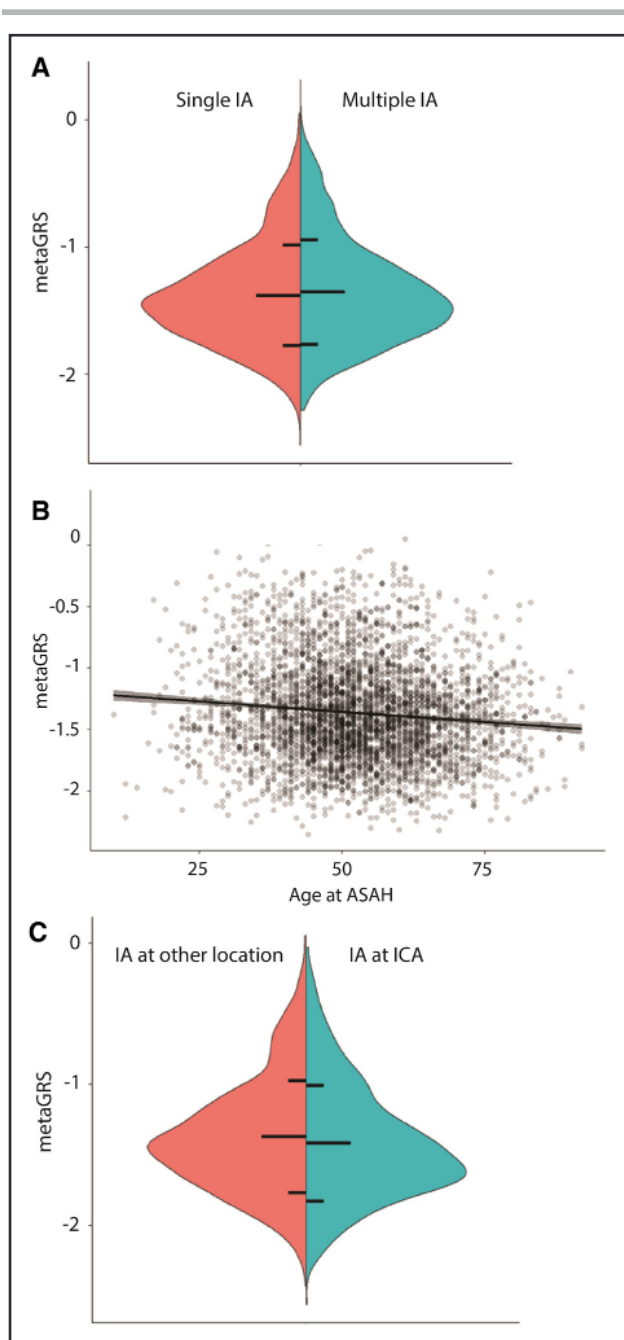 A
Single IA
Multiple IA
0
-1
-2
metaGRS
B
0
-0.5
-1
-1.5
-2
metaGRS
25
50
75
Age at ASAH
C
IA at other location
IA at ICA
0
-1
-2
metaGRS